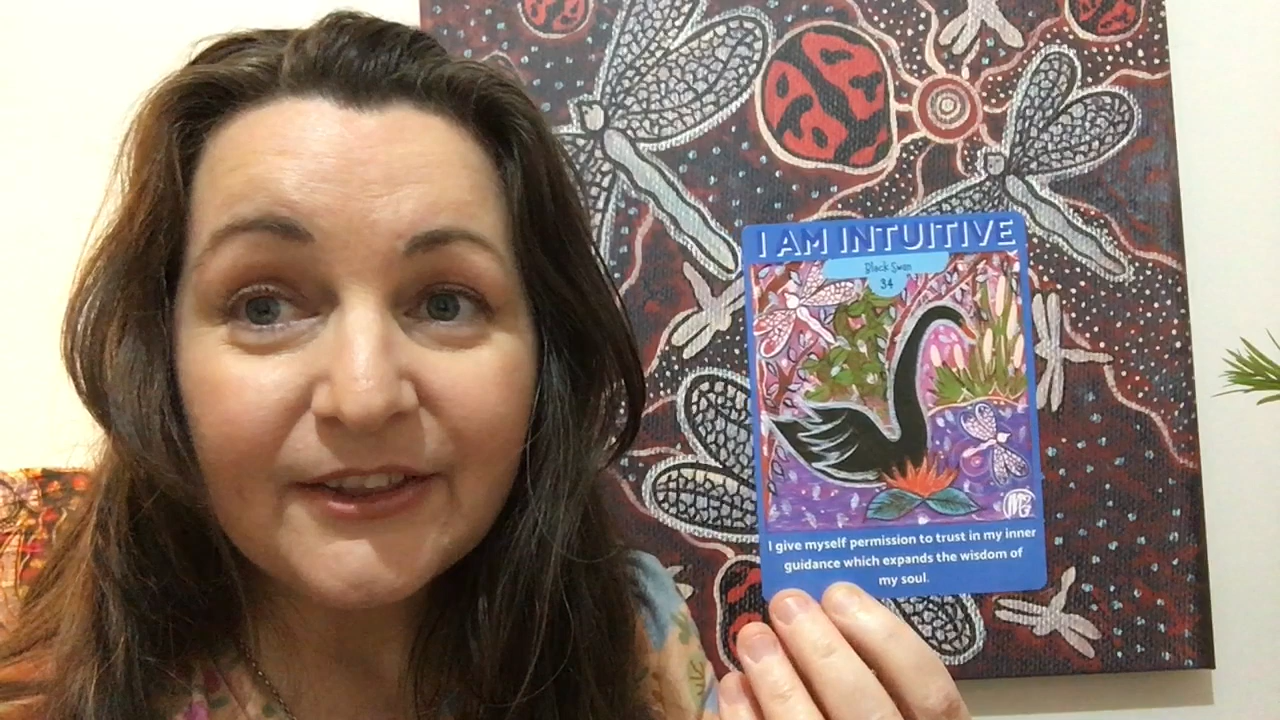 I AM INTUITIVE
Black Swan
34
I give myself permission to trust in my inner
guidance which expands the wisdom of
my soul.